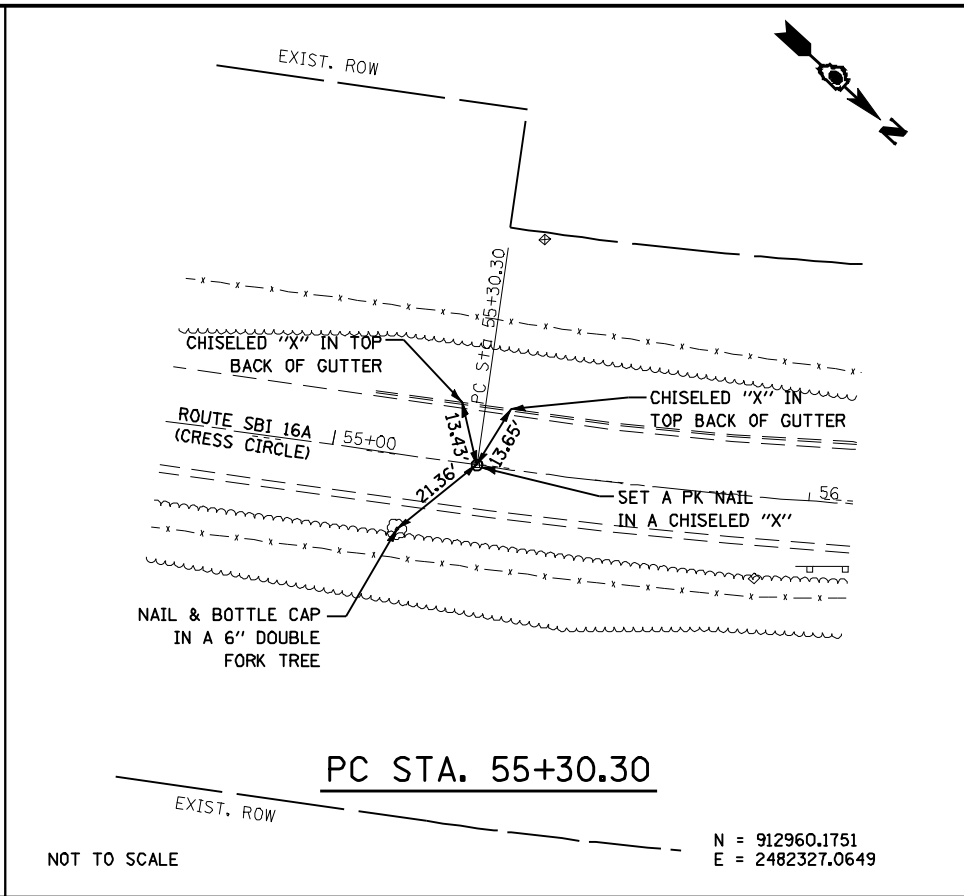 EXIST. ROW
N
PC Sta 55+30.30
CHISELED "X" IN TOP
BACK OF GUTTER
CHISELED "X" IN
TOP BACK OF GUTTER
ROUTE SBI 16A
(CRESS CIRCLE)
55+00
13.43'
13.65'
21.36'
56
SET A PK NAIL
IN A CHISELED "X"
NAIL & BOTTLE CAP
IN A 6" DOUBLE
FORK TREE
PC STA. 55+30.30
EXIST. ROW
NOT TO SCALE
N = 912960.1751
E = 2482327.0649